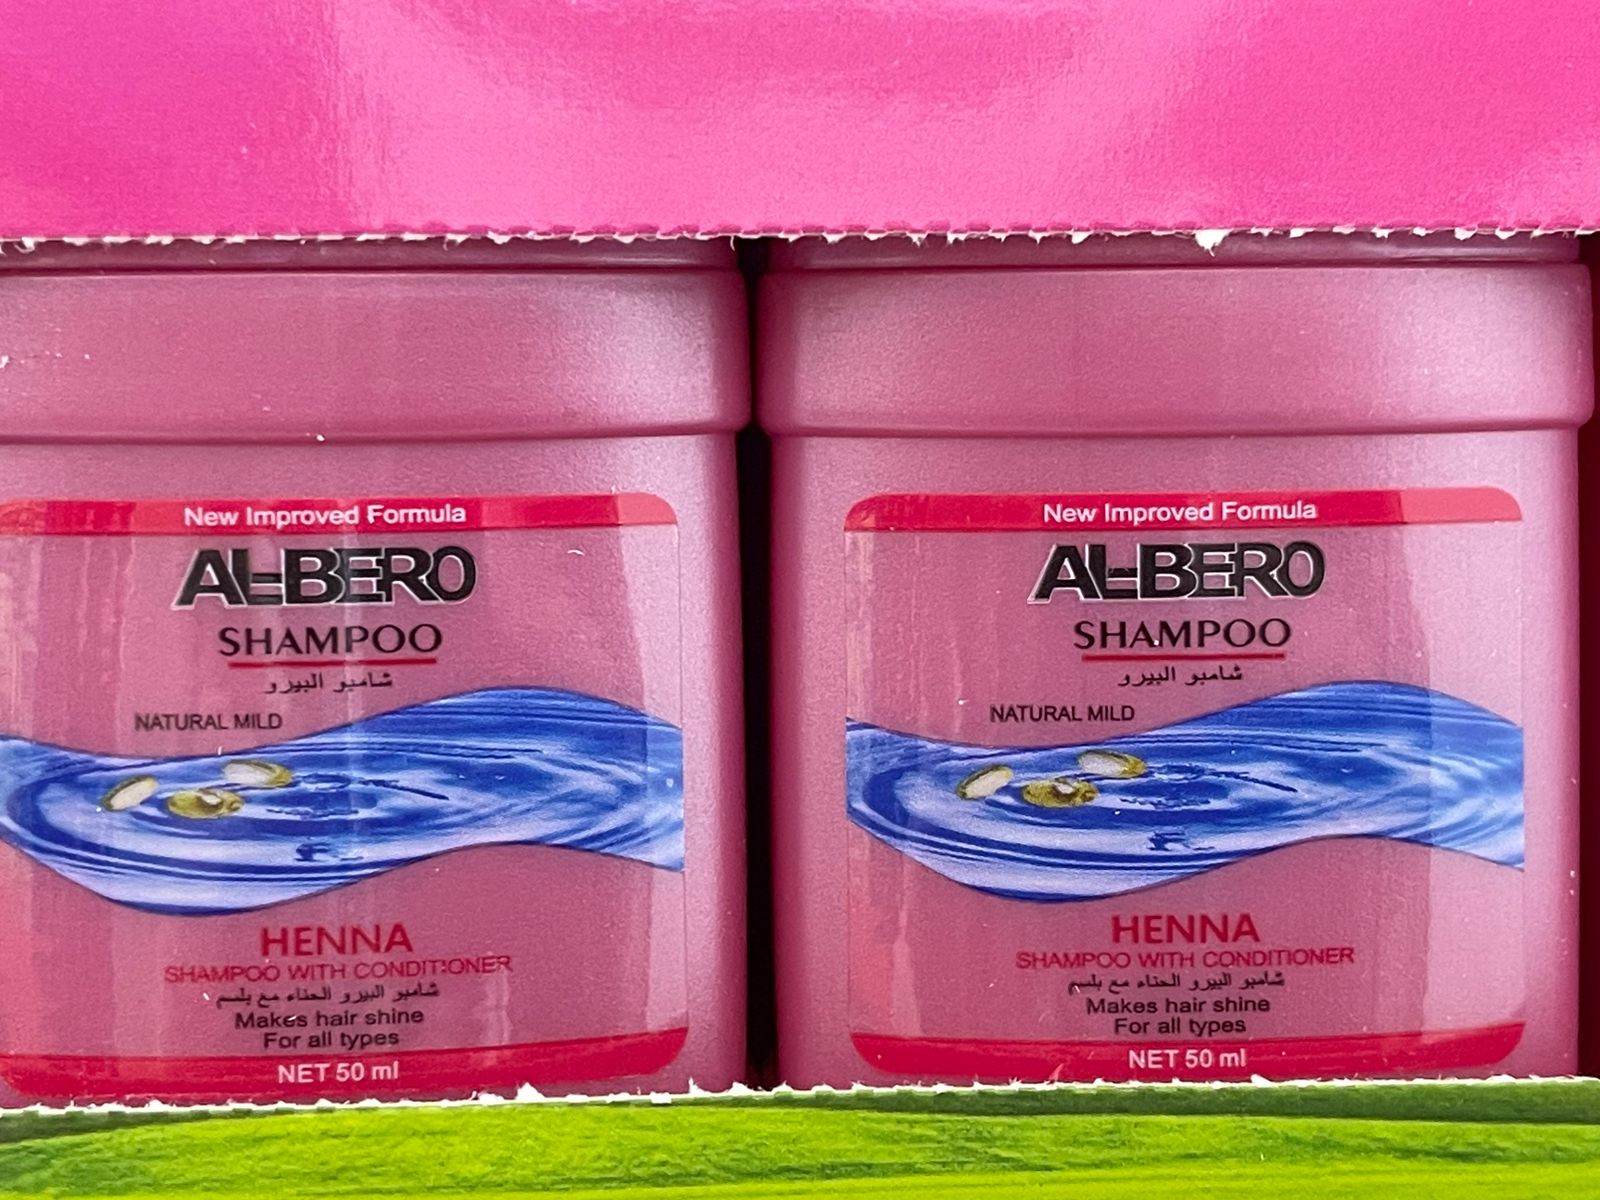 New Improved Formula
AL-BERO
SHAMPOO
شامبو البيرو
NATURAL MILD
HENNA
SHAMPOO WITH CONDITIONER
شامبو البيرو الحناء مع بلسم
Makes hair shine
For all types
NET 50 ml
New Improved Formula
AL-BERO
SHAMPOO
شامبو البيرو
NATURAL MILD
HENNA
SHAMPOO WITH CONDITIONER
شامبو البيرو الحناء مع بلسم
Makes hair shine
For all types
NET 50 ml